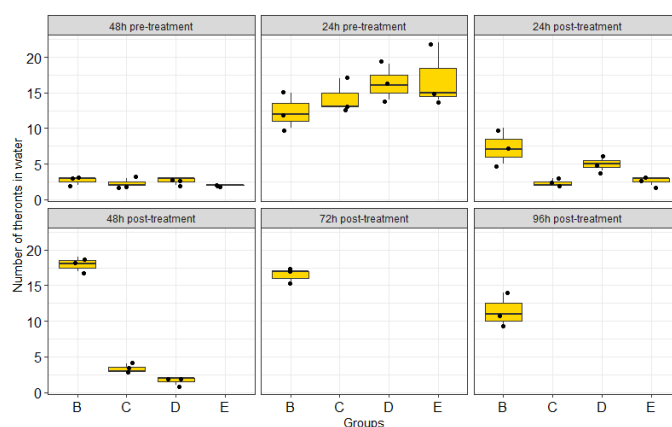 48h pre-treatment 24h pre-treatment 24h post-treatment
20
15
10
5
0
48h post-treatment 72h post-treatment 96h post-treatment
20
15
10
5
0
B C D E B C D E B C D E
Groups
Number of theronts in water